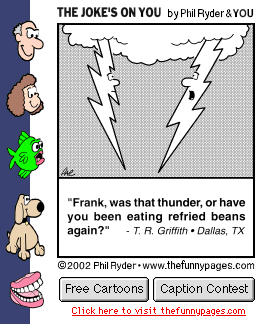 THE JOKE'S ON YOU by Phil Ryder & YOU
"Frank, was that thunder, or have
you been eating refried beans
again?" - T. R. Griffith • Dallas, TX
©2002 Phil Ryder • www.thefunnypages.com
Free Cartoons Caption Contest
Click here to visit thefunnypages.com